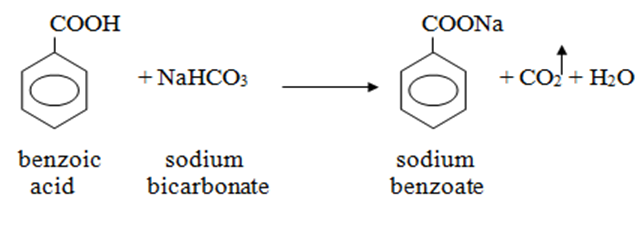 COOH COONa
+ NaHCO₃ + CO₂ + H₂O
benzoic sodium sodium
acid bicarbonate benzoate